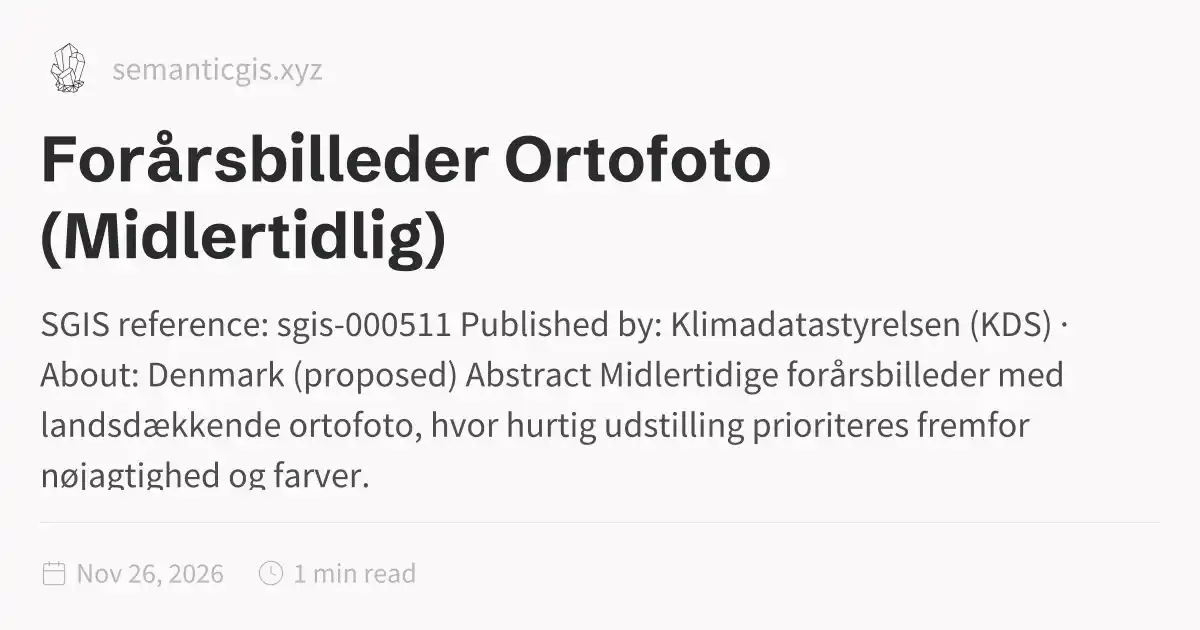 semanticgis.xyz
Forårsbilleder Ortofoto
(Midlertidlig)
SGIS reference: sgis-000511 Published by: Klimadatastyrelsen (KDS) ·
About: Denmark (proposed) Abstract Midlertidige forårsbilleder med
landsdækkende ortofoto, hvor hurtig udstilling prioriteres fremfor
nøjagtighed og farver.
Nov 26, 2026 1 min read